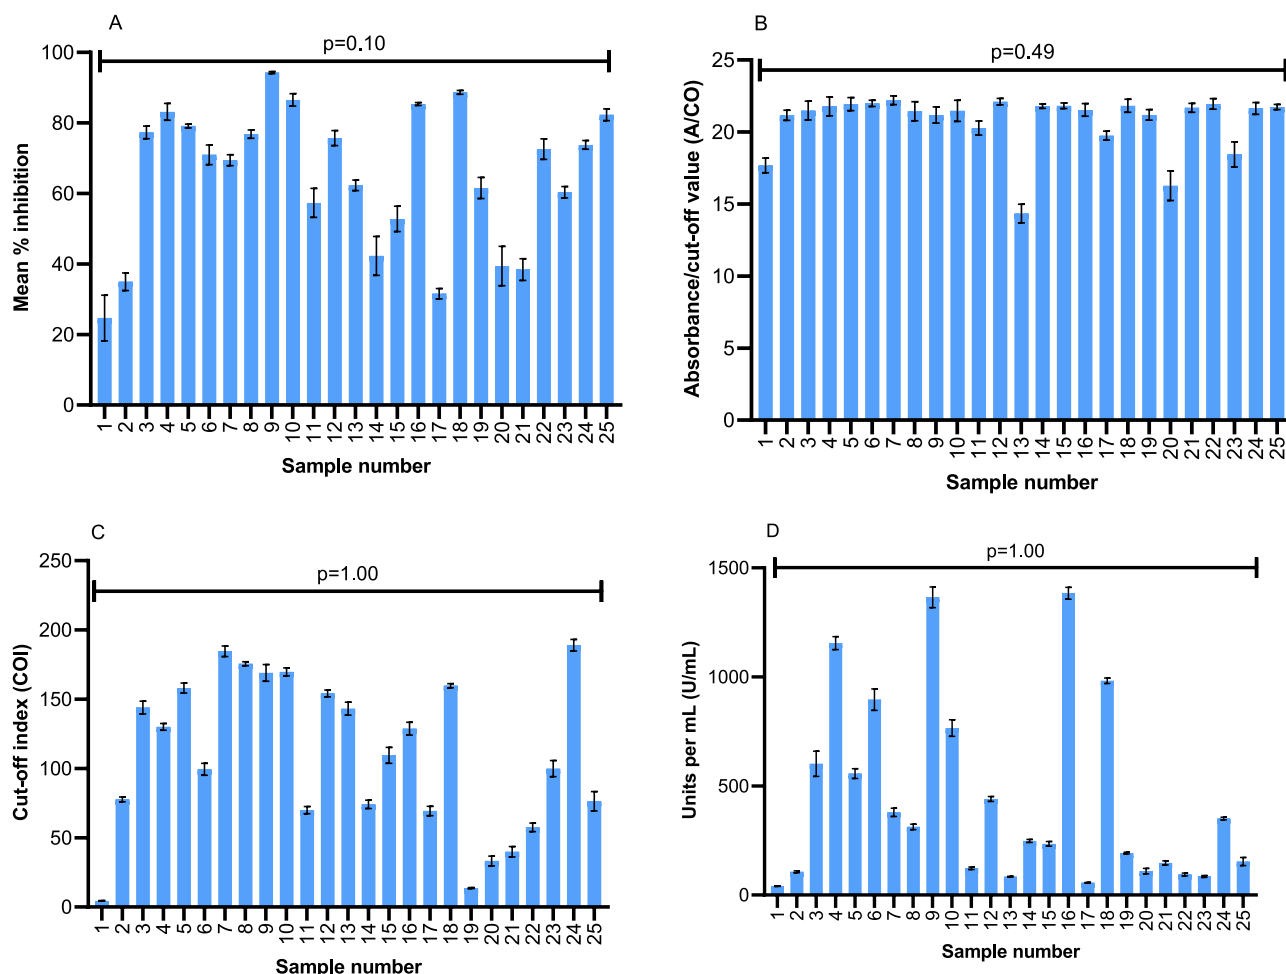 A
p=0.10
Mean % inhibition
100
80
60
40
20
0
1 2 3 4 5 6 7 8 9 10 11 12 13 14 15 16 17 18 19 20 21 22 23 24 25
Sample number
B
p=0.49
Absorbance/cut-off value (A/CO)
25
20
15
10
5
0
1 2 3 4 5 6 7 8 9 10 11 12 13 14 15 16 17 18 19 20 21 22 23 24 25
Sample number
C
p=1.00
Cut-off index (COI)
250
200
150
100
50
0
1 2 3 4 5 6 7 8 9 10 11 12 13 14 15 16 17 18 19 20 21 22 23 24 25
Sample number
D
p=1.00
Units per mL (U/mL)
1500
1000
500
0
1 2 3 4 5 6 7 8 9 10 11 12 13 14 15 16 17 18 19 20 21 22 23 24 25
Sample number